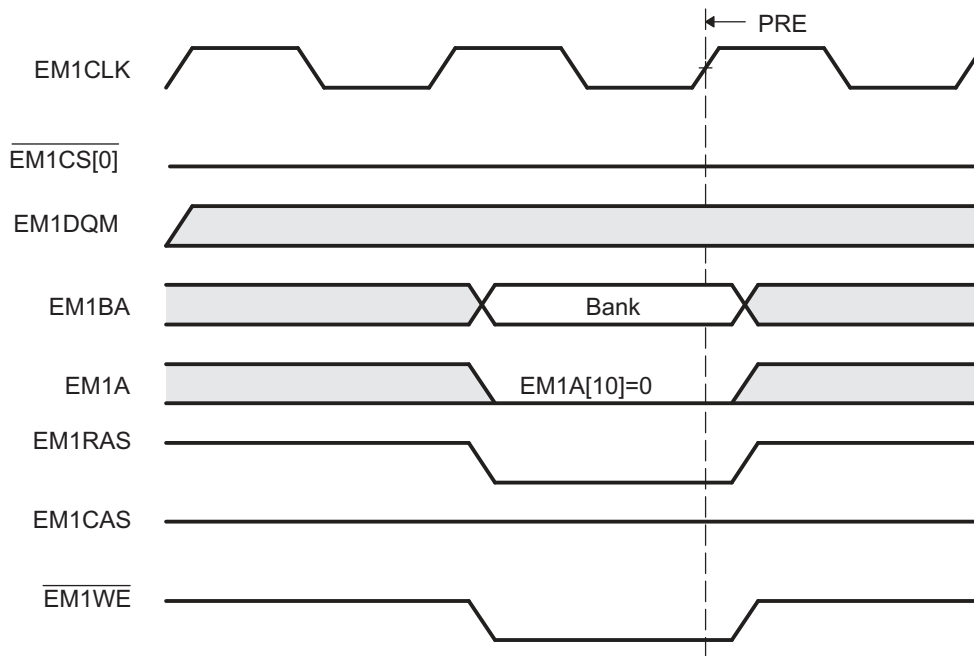 PRE
EM1CLK
EM1CS[0]
EM1DQM
EM1BA
Bank
EM1A
EM1A[10]=0
EM1RAS
EM1CAS
EM1WE